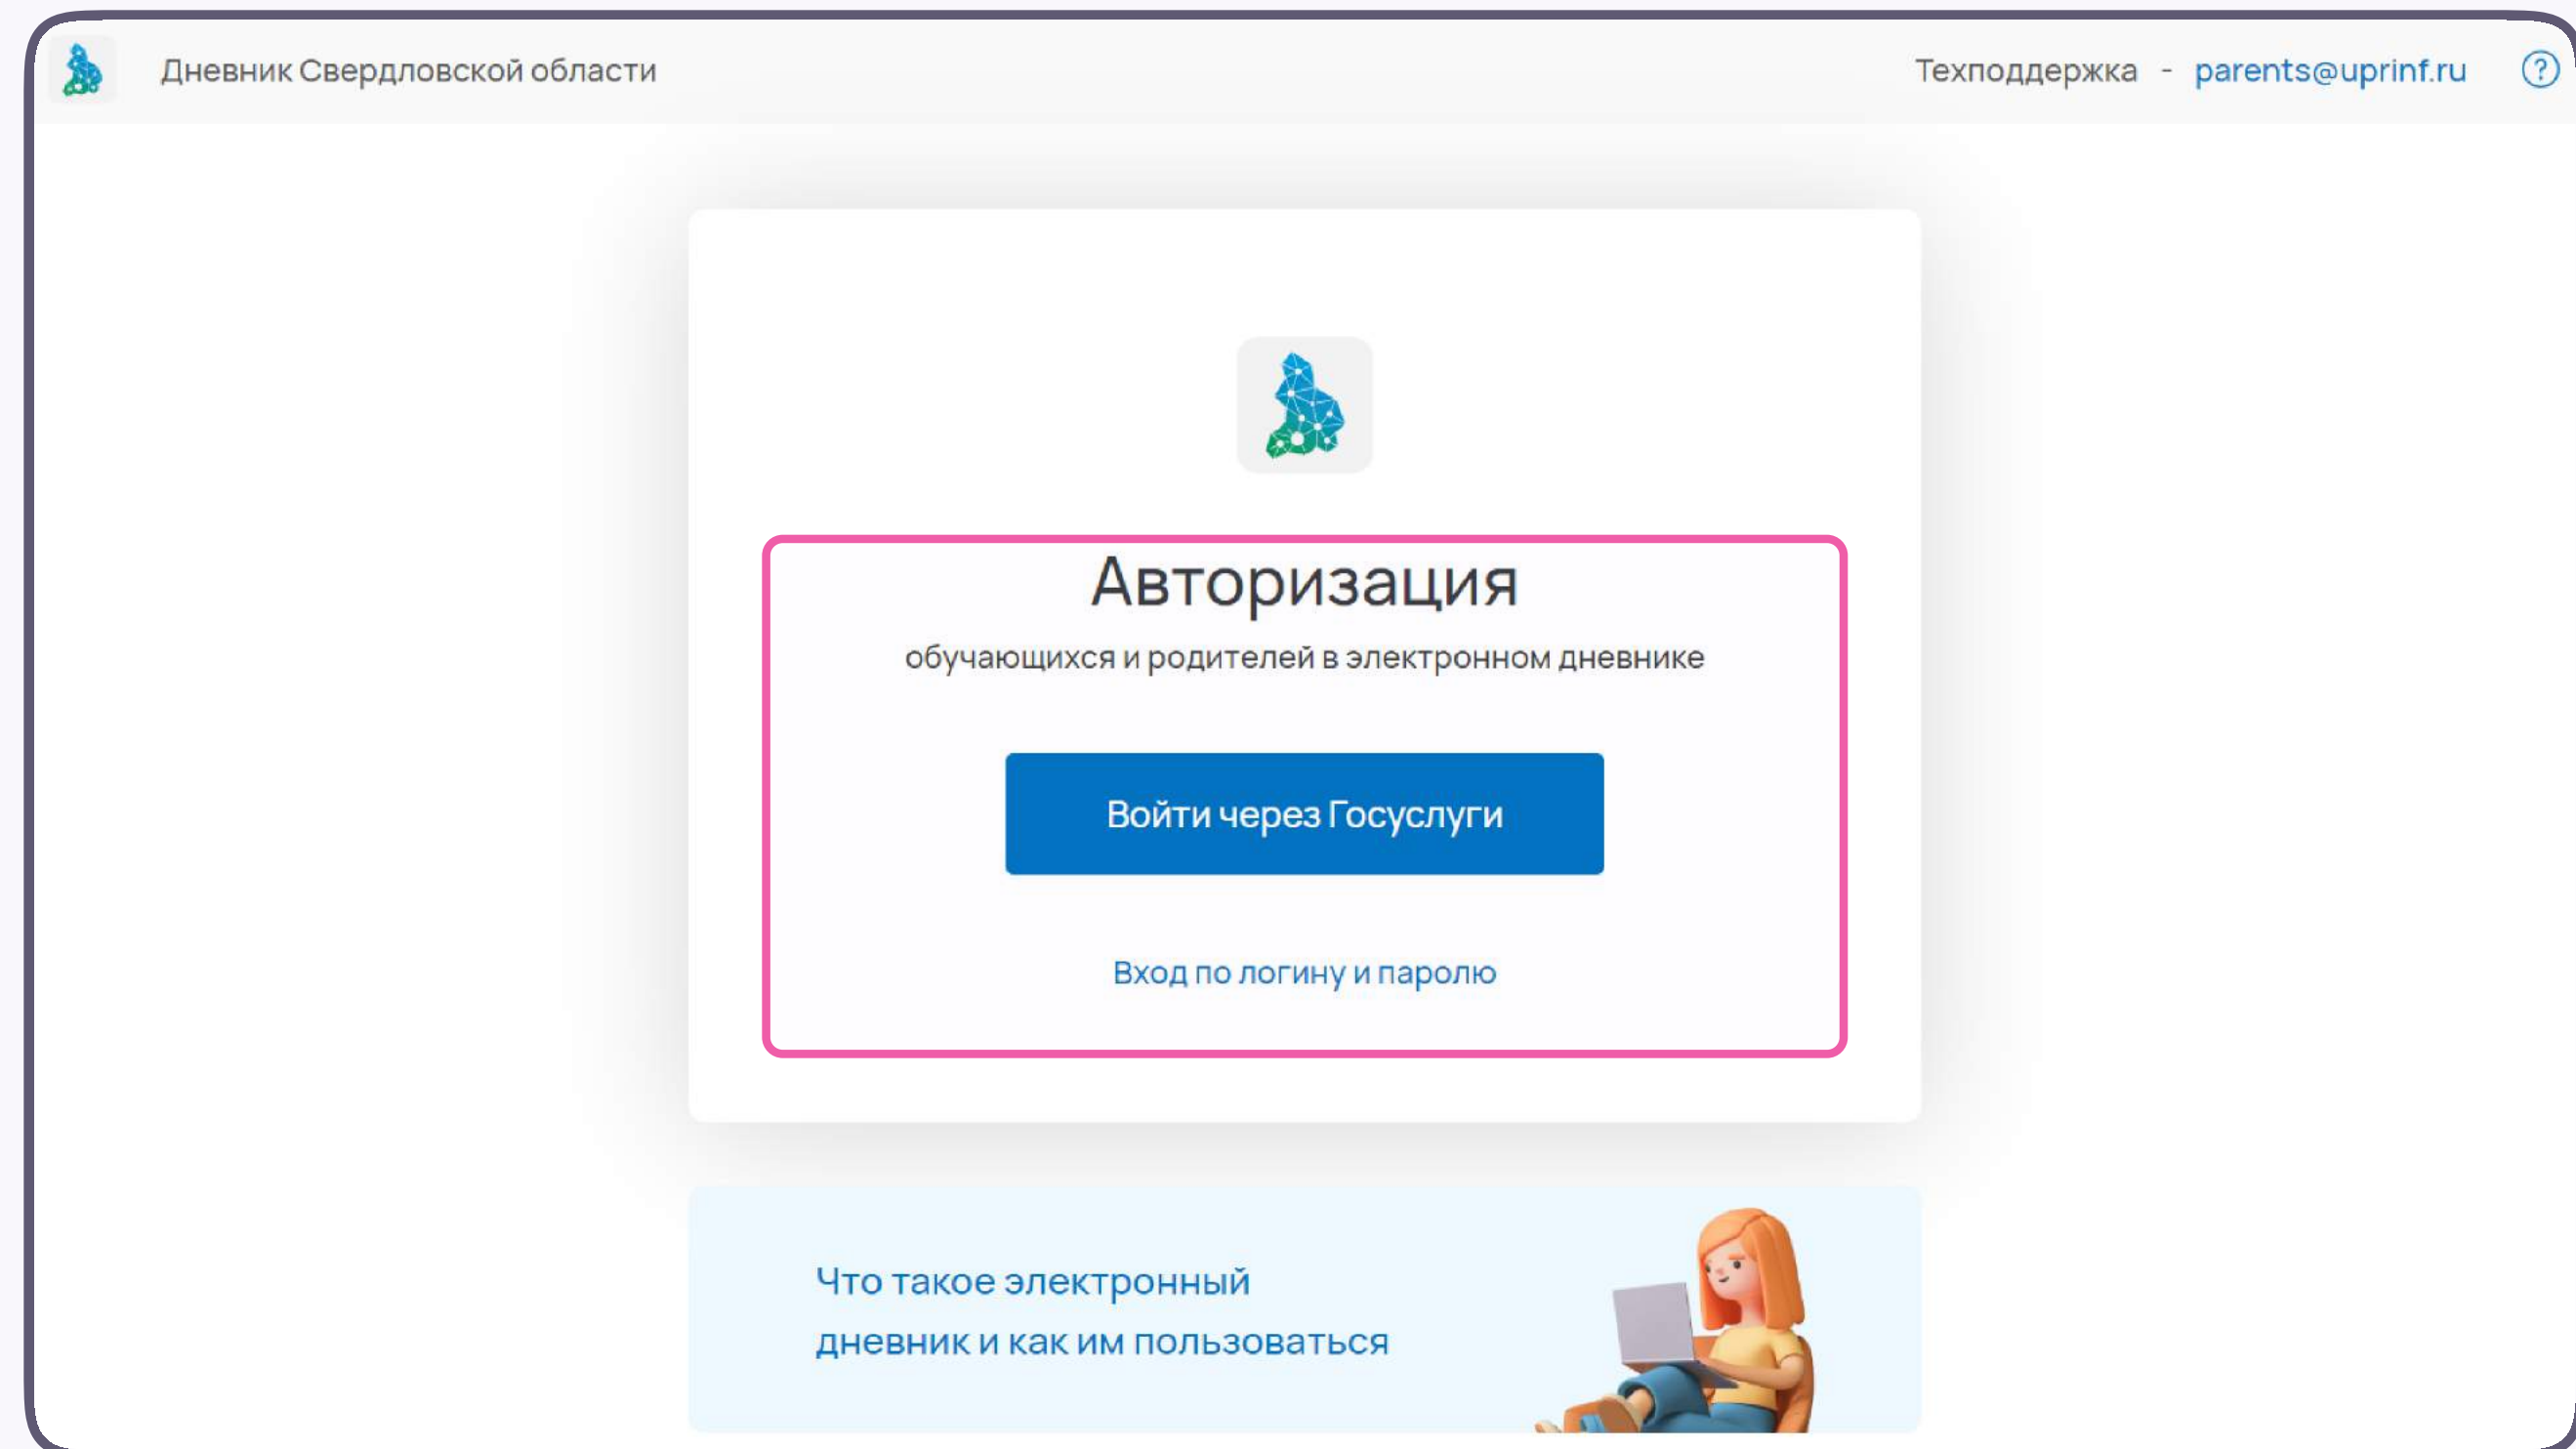 Дневник Свердловской области
Техподдержка - parents@uprinf.ru
Авторизация
обучающихся и родителей в электронном дневнике
Войти через Госуслуги
Вход по логину и паролю
Что такое электронный
дневник и как им пользоваться